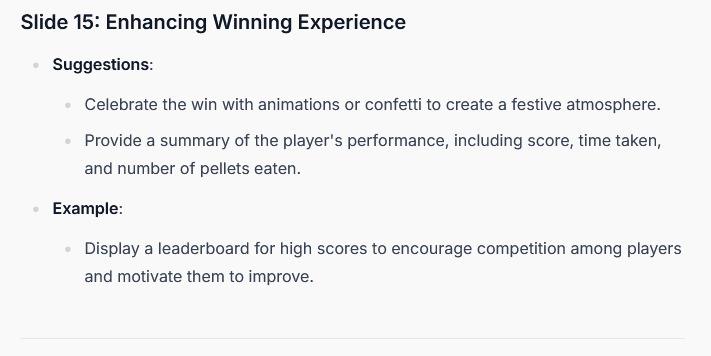 Slide 15: Enhancing Winning Experience
Suggestions:
Celebrate the win with animations or confetti to create a festive atmosphere.
Provide a summary of the player's performance, including score, time taken,
and number of pellets eaten.
Example:
Display a leaderboard for high scores to encourage competition among players
and motivate them to improve.